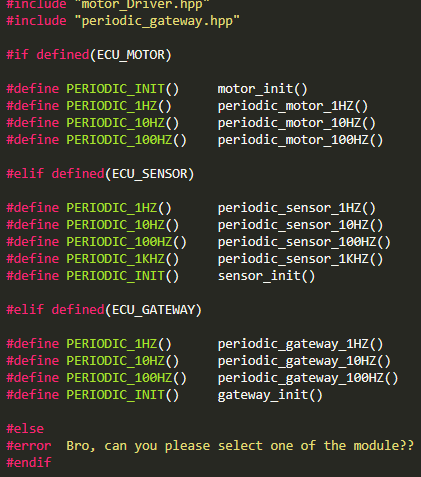 #include "motor_Driver.hpp"
#include "periodic_gateway.hpp"
#if defined(ECU_MOTOR)
#define PERIODIC_INIT() motor_init()
#define PERIODIC_1HZ() periodic_motor_1HZ()
#define PERIODIC_10HZ() periodic_motor_10HZ()
#define PERIODIC_100HZ() periodic_motor_100HZ()
#elif defined(ECU_SENSOR)
#define PERIODIC_1HZ() periodic_sensor_1HZ()
#define PERIODIC_10HZ() periodic_sensor_10HZ()
#define PERIODIC_100HZ() periodic_sensor_100HZ()
#define PERIODIC_1KHZ() periodic_sensor_1KHZ()
#define PERIODIC_INIT() sensor_init()
#elif defined(ECU_GATEWAY)
#define PERIODIC_1HZ() periodic_gateway_1HZ()
#define PERIODIC_10HZ() periodic_gateway_10HZ()
#define PERIODIC_100HZ() periodic_gateway_100HZ()
#define PERIODIC_INIT() gateway_init()
#else
#error Bro, can you please select one of the module??
#endif